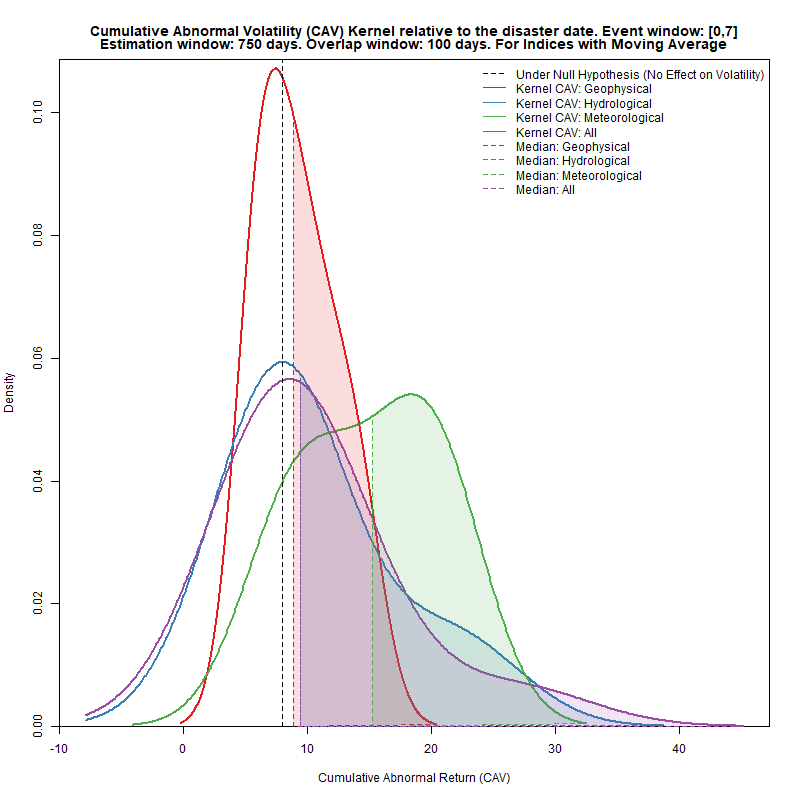 Cumulative Abnormal Volatility (CAV) Kernel relative to the disaster date. Event window: [0,7]
Estimation window: 750 days. Overlap window: 100 days. For Indices with Moving Average
Under Null Hypothesis (No Effect on Volatility)
Kernel CAV: Geophysical
Kernel CAV: Hydrological
Kernel CAV: Meteorological
Kernel CAV: All
Median: Geophysical
Median: Hydrological
Median: Meteorological
Median: All
0.10
0.08
0.06
0.04
0.02
0.00
Density
-10 0 10 20 30 40
Cumulative Abnormal Return (CAV)